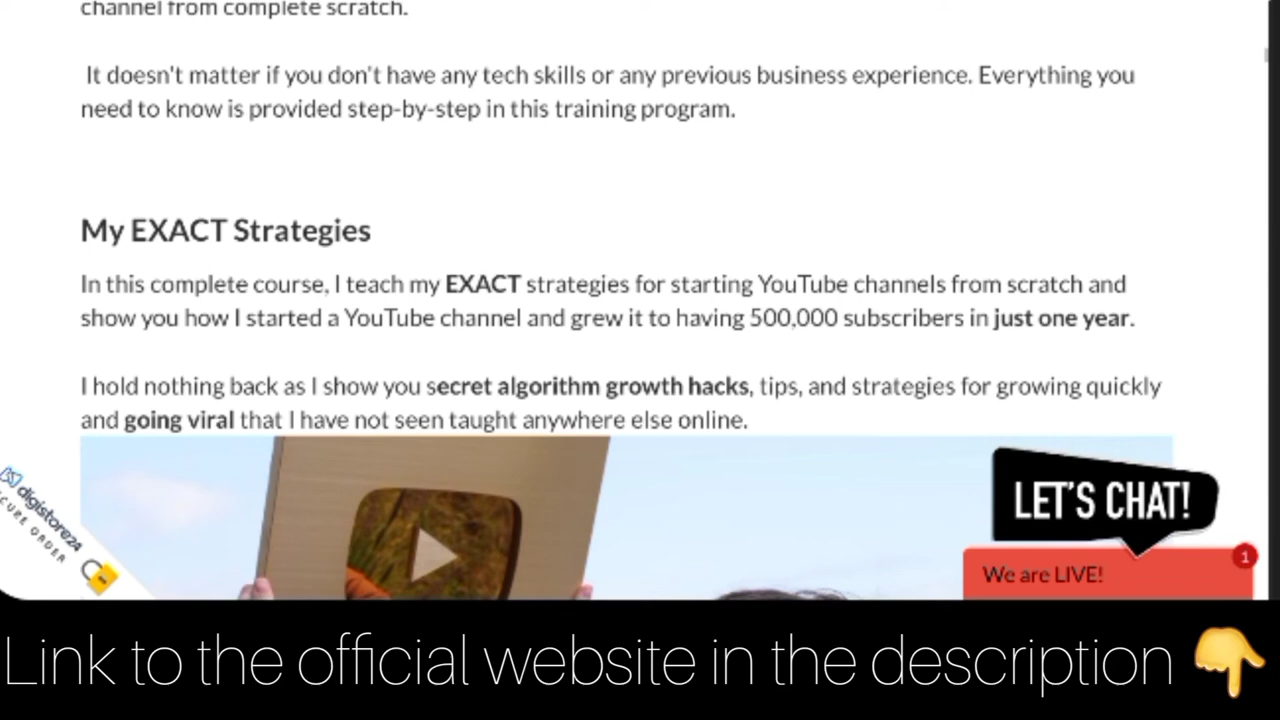 channel from complete scratch.
It doesn't matter if you don't have any tech skills or any previous business experience. Everything you
need to know is provided step-by-step in this training program.
My EXACT Strategies
In this complete course, I teach my EXACT strategies for starting YouTube channels from scratch and
show you how I started a YouTube channel and grew it to having 500,000 subscribers in just one year.
I hold nothing back as I show you secret algorithm growth hacks, tips, and strategies for growing quickly
and going viral that I have not seen taught anywhere else online.
digistore24
CURE ORDER
LET'S CHAT!
We are LIVE!
1
Link to the official website in the description